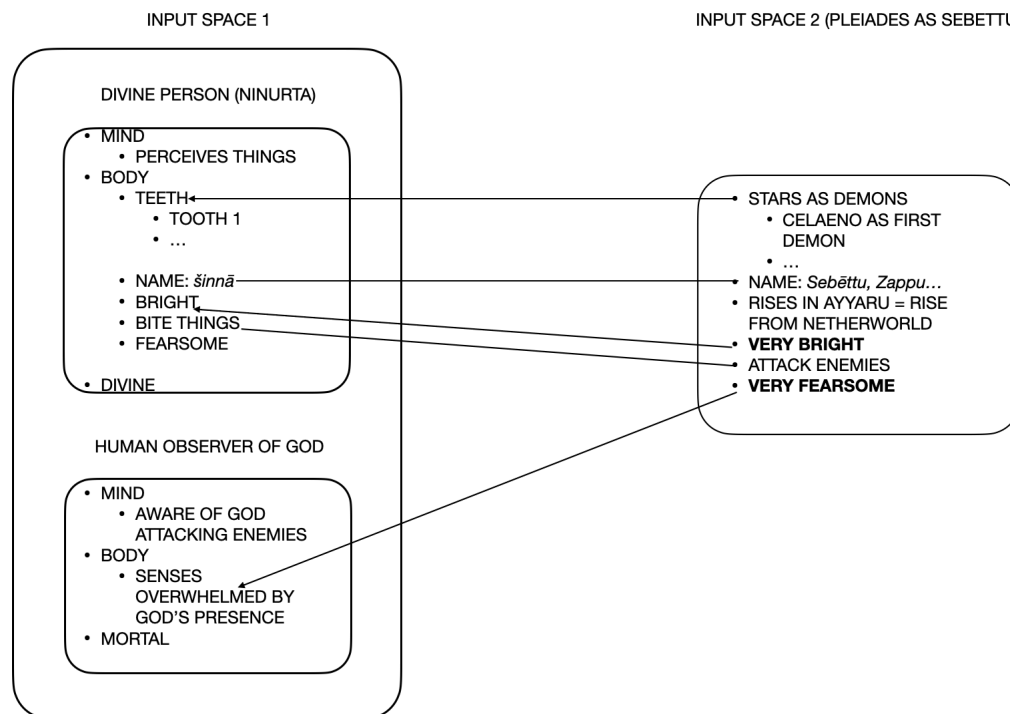 INPUT SPACE 1
INPUT SPACE 2 (PLEIADES AS SEBETTU
DIVINE PERSON (NINURTA)
• MIND
• PERCEIVES THINGS
• BODY
• TEETH
• TOOTH 1
• …
• NAME: šinnā
• BRIGHT
• BITE THINGS
• FEARSOME
• DIVINE
HUMAN OBSERVER OF GOD
• MIND
• AWARE OF GOD
ATTACKING ENEMIES
• BODY
• SENSES
OVERWHELMED BY
GOD’S PRESENCE
• MORTAL
• STARS AS DEMONS
• CELAENO AS FIRST
DEMON
• …
• NAME: Sebēttu, Zappu…
• RISES IN AYYARU = RISE
FROM NETHERWORLD
• VERY BRIGHT
• ATTACK ENEMIES
• VERY FEARSOME